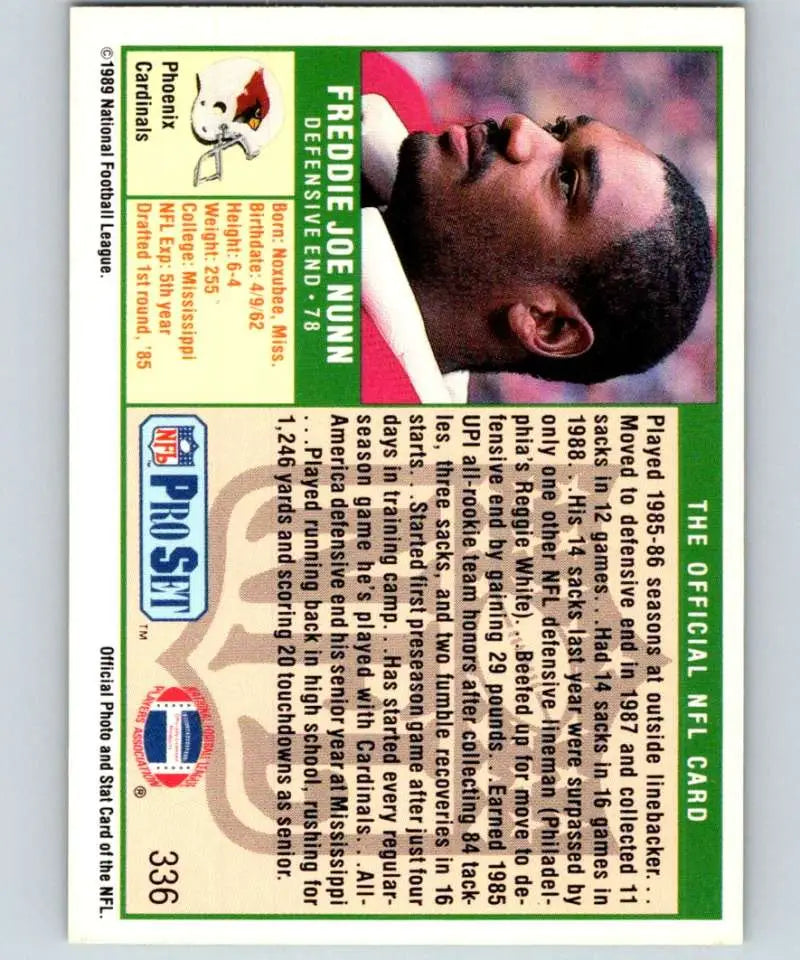 THE OFFICIAL NFL CARD
FREDDIE JOE NUNN
DEFENSIVE END • 78
Phoenix
Cardinals
Born: Noxubee, Miss.
Birthdate: 4/9/62
Height: 6-4
Weight: 255
College: Mississippi
NFL Exp: 5th year
Drafted 1st round, '85
Played 1985-86 seasons at outside linebacker. . .
Moved to defensive end in 1987 and collected 11
sacks in 12 games. . .Had 14 sacks in 16 games in
1988. . .His 14 sacks last year were surpassed by
only one other NFL defensive lineman (Philadel-
phia's Reggie White). . .Beefed up for move to de-
fensive end by gaining 29 pounds. . .Earned 1985
UPI all-rookie team honors after collecting 84 tack-
les, three sacks, and two fumble recoveries in 16
starts. . .Started first preseason game after just four
days in training camp. . .Has started every regular-
season game he's played with Cardinals. . .All-
America defensive end his senior year at Mississippi
. . .Played running back in high school, rushing for
1,246 yards and scoring 20 touchdowns as senior.
NFL
PRO SET
TM
PLAYERS ASSOCIATION
®
336
©1989 National Football League.
Official Photo and Stat Card of the NFL.